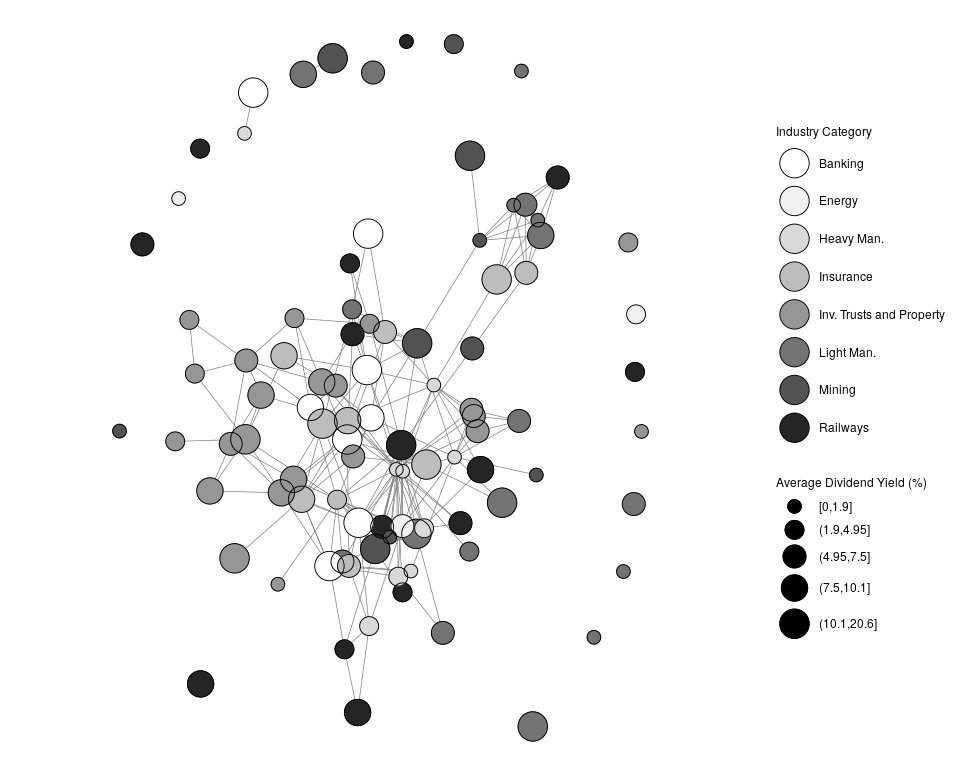 Industry Category
Banking
Energy
Heavy Man.
Insurance
Inv. Trusts and Property
Light Man.
Mining
Railways
Average Dividend Yield (%)
[0,1.9]
(1.9,4.95]
(4.95,7.5]
(7.5,10.1]
(10.1,20.6]